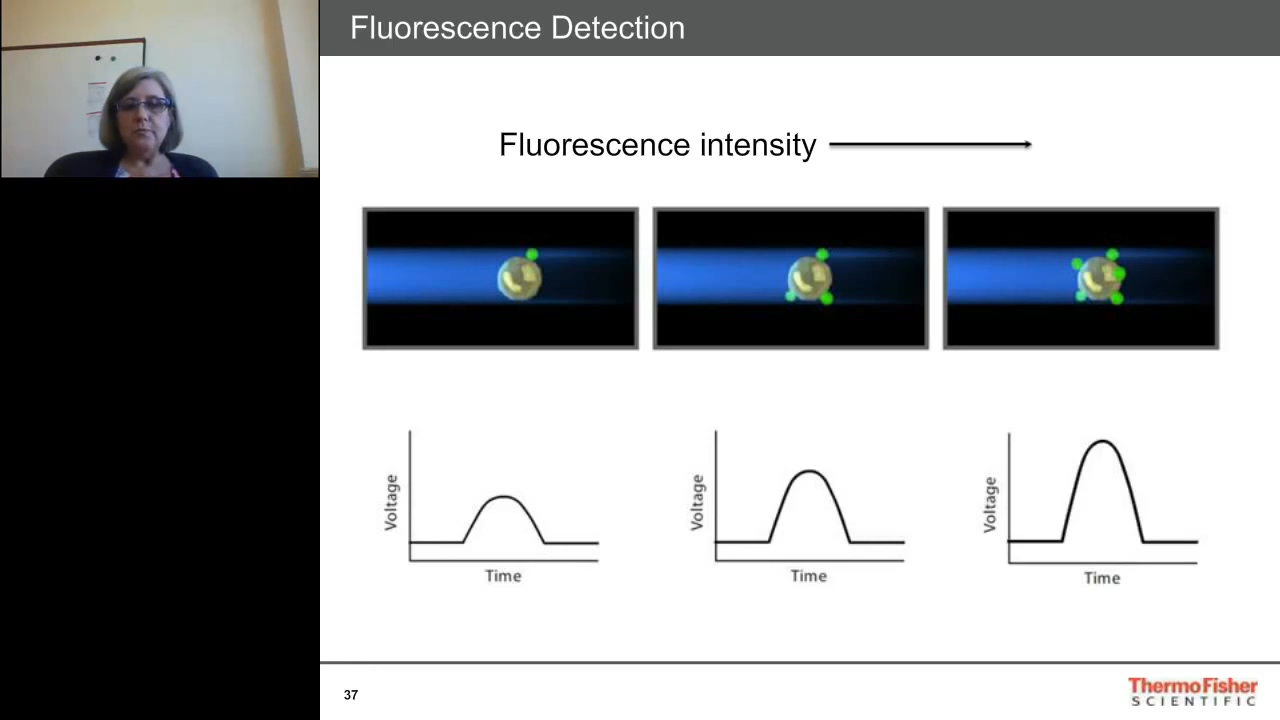 Fluorescence Detection
Fluorescence intensity
Voltage
Time
Voltage
Time
Voltage
Time
37
ThermoFisher
SCIENTIFIC